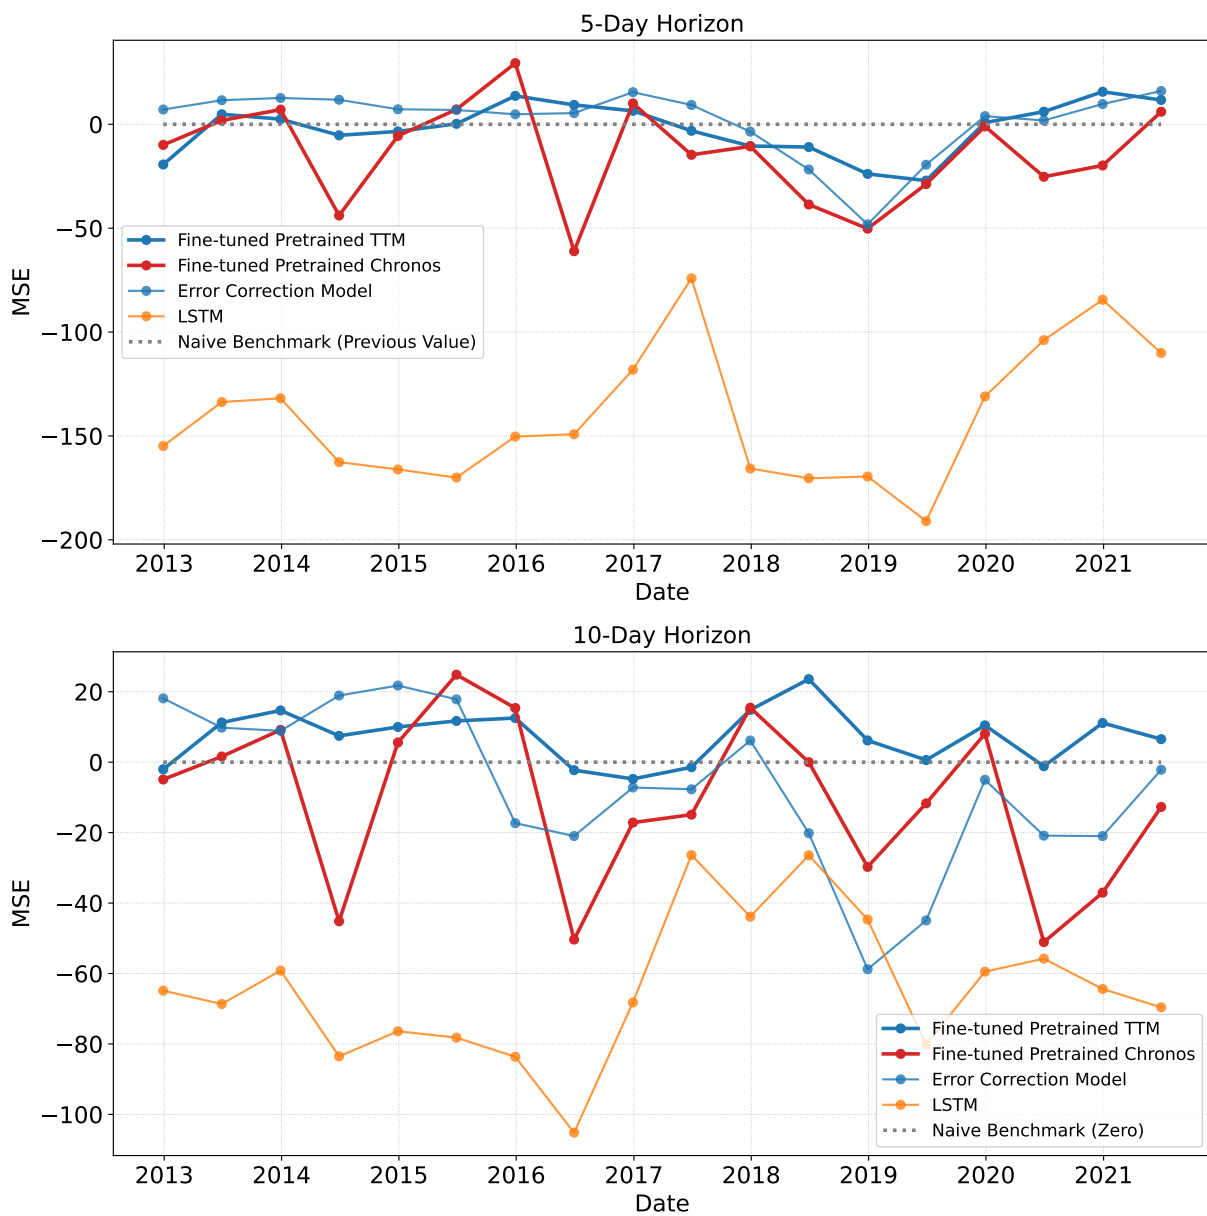 5-Day Horizon
MSE
0
−50
−100
−150
−200
Fine-tuned Pretrained TTM
Fine-tuned Pretrained Chronos
Error Correction Model
LSTM
Naive Benchmark (Previous Value)
2013 2014 2015 2016 2017 2018 2019 2020 2021
Date
10-Day Horizon
MSE
20
0
−20
−40
−60
−80
−100
Fine-tuned Pretrained TTM
Fine-tuned Pretrained Chronos
Error Correction Model
LSTM
Naive Benchmark (Zero)
2013 2014 2015 2016 2017 2018 2019 2020 2021
Date